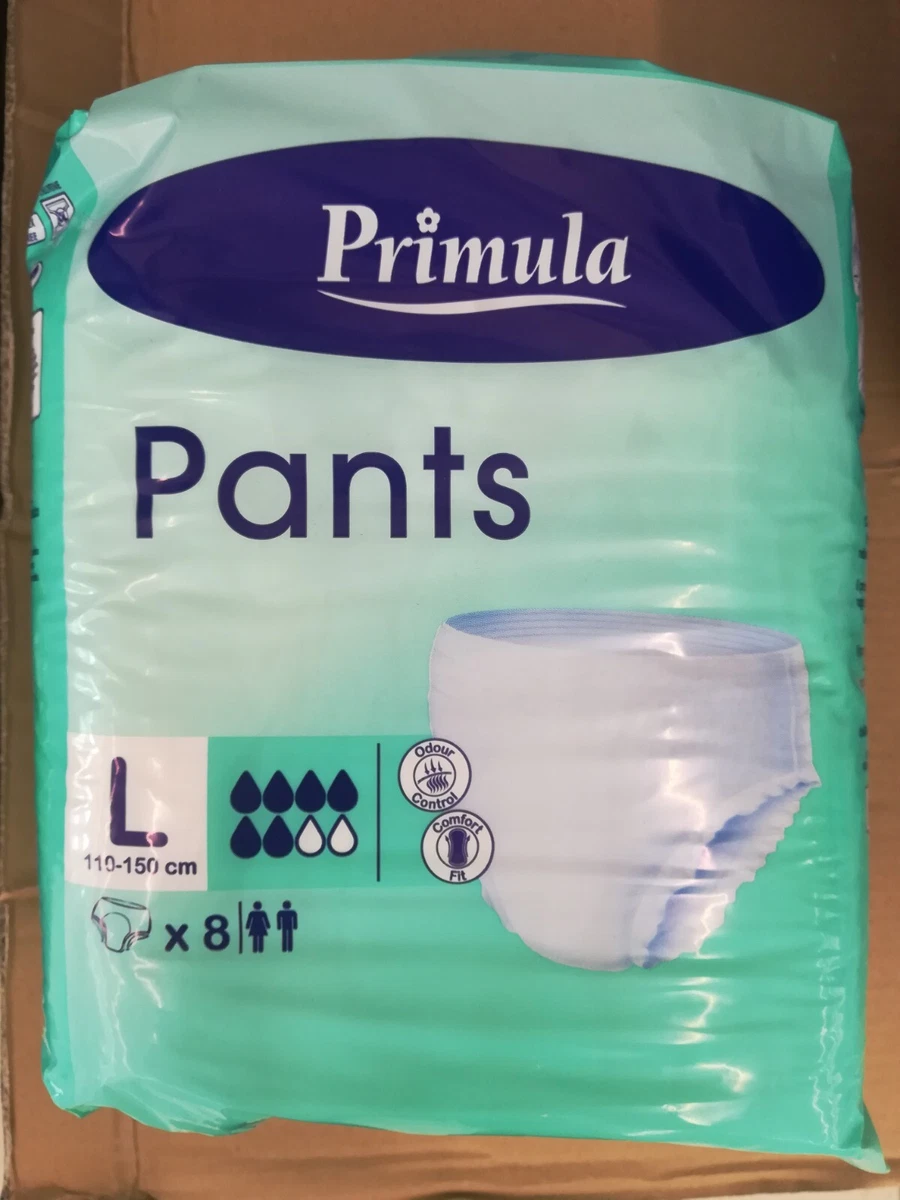 Primula
Pants
L
110-150 cm
Odour
Control
Comfort
Fit
x 8